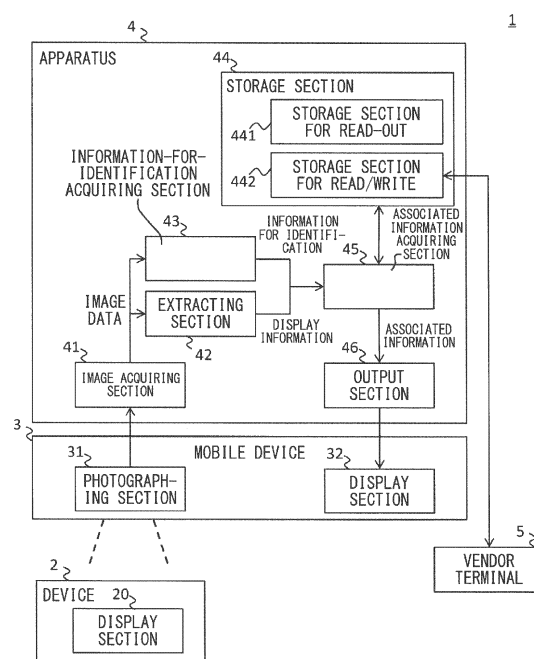 1
4
APPARATUS
44
STORAGE SECTION
441
STORAGE SECTION
FOR READ-OUT
442
STORAGE SECTION
FOR READ/WRITE
INFORMATION-FOR-
IDENTIFICATION
ACQUIRING SECTION
43
INFORMATION
FOR IDENTIFI-
CATION
45
ASSOCIATED
INFORMATION
ACQUIRING
SECTION
IMAGE
DATA
EXTRACTING
SECTION
42
DISPLAY
INFORMATION
ASSOCIATED
INFORMATION
41
IMAGE ACQUIRING
SECTION
46
OUTPUT
SECTION
3
MOBILE DEVICE
31
PHOTOGRAPH-
ING SECTION
32
DISPLAY
SECTION
5
VENDOR
TERMINAL
2
DEVICE
20
DISPLAY
SECTION